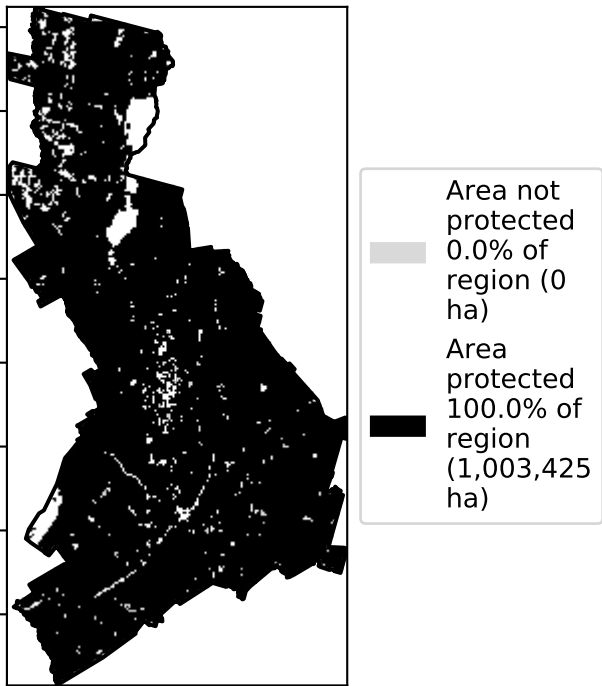 Area not
protected
0.0% of
region (0
ha)
Area
protected
100.0% of
region
(1,003,425
ha)